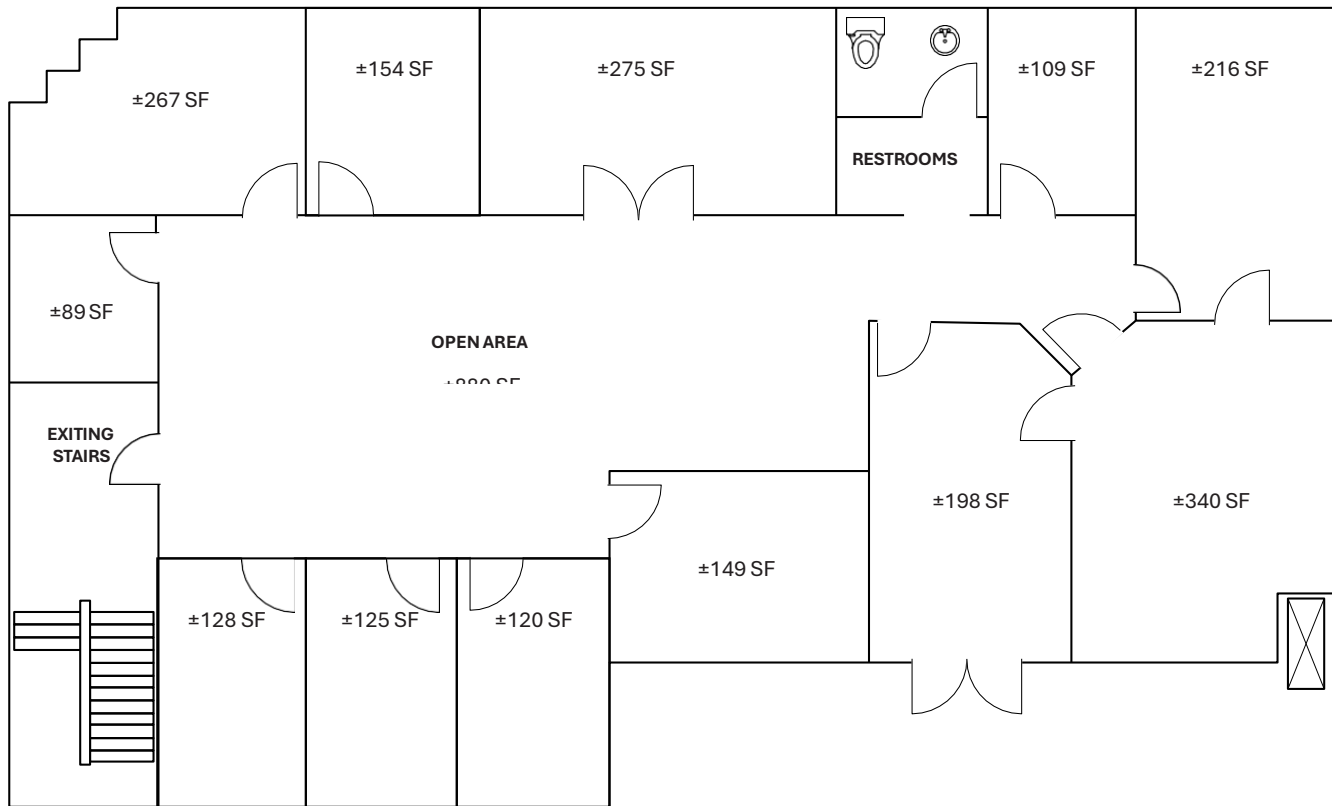 ±154 SF
±275 SF
±109 SF
±216 SF
±267 SF
RESTROOMS
±89 SF
OPEN AREA
EXITING
STAIRS
±198 SF
±340 SF
±149 SF
±128 SF
±125 SF
±120 SF